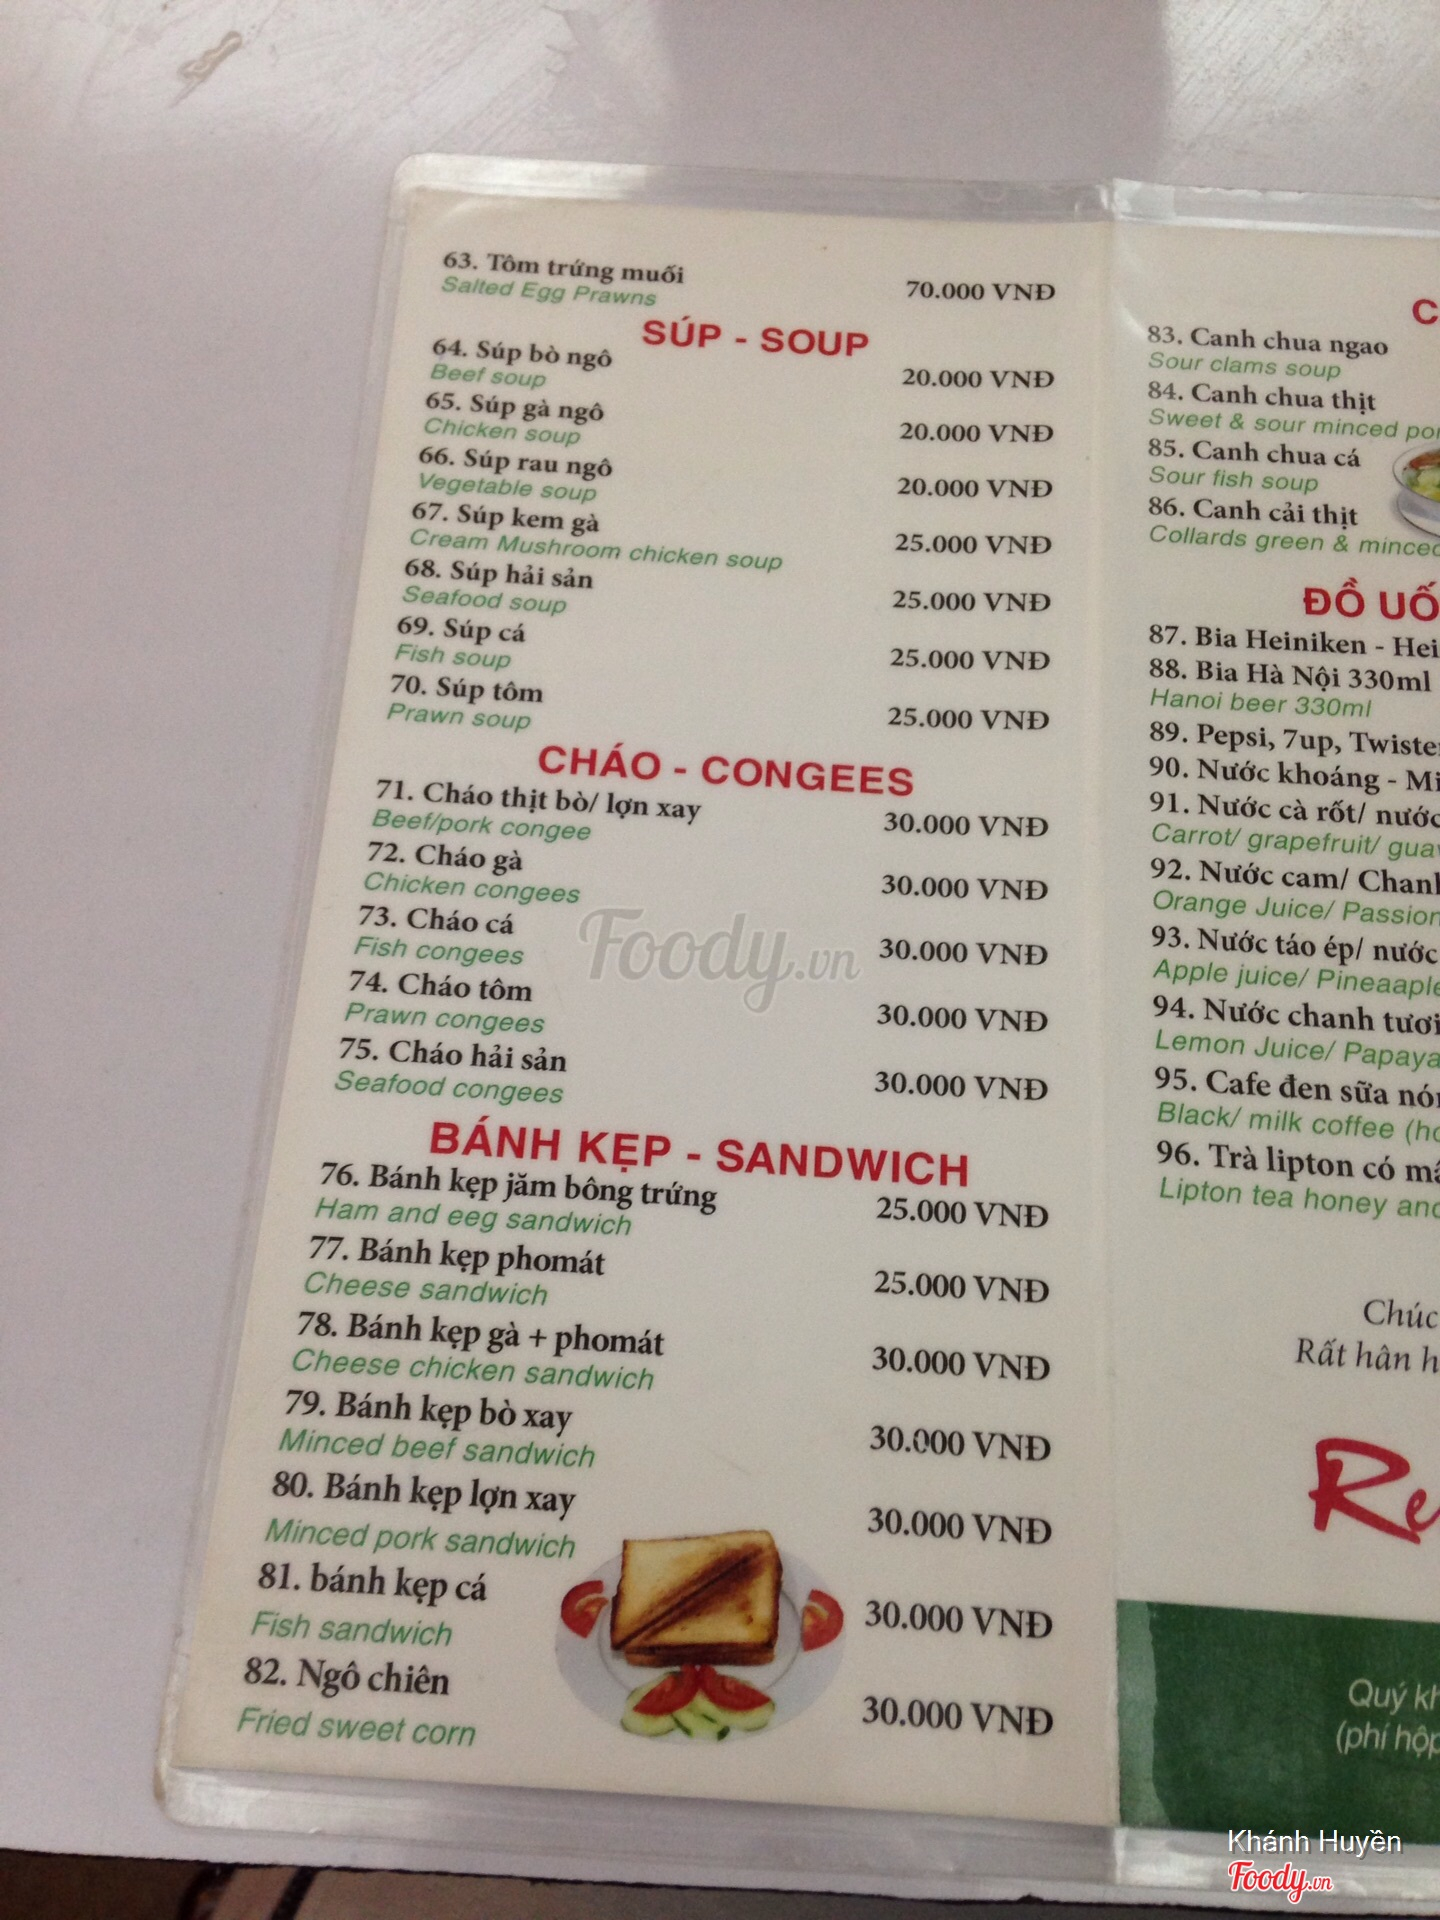 63. Tôm trứng muối 70.000 VNĐ
Salted Egg Prawns
SÚP - SOUP
64. Súp bò ngô 20.000 VNĐ
Beef soup
65. Súp gà ngô 20.000 VNĐ
Chicken soup
66. Súp rau ngô 20.000 VNĐ
Vegetable soup
67. Súp kem gà 25.000 VNĐ
Cream Mushroom chicken soup
68. Súp hải sản 25.000 VNĐ
Seafood soup
69. Súp cá 25.000 VNĐ
Fish soup
70. Súp tôm 25.000 VNĐ
Prawn soup
CHÁO - CONGEES
71. Cháo thịt bò/ lợn xay 30.000 VNĐ
Beef/pork congee
72. Cháo gà 30.000 VNĐ
Chicken congees
73. Cháo cá 30.000 VNĐ
Fish congees
74. Cháo tôm 30.000 VNĐ
Prawn congees
75. Cháo hải sản 30.000 VNĐ
Seafood congees
BÁNH KẸP - SANDWICH
76. Bánh kẹp jăm bông trứng 25.000 VNĐ
Ham and eeg sandwich
77. Bánh kẹp phomát 25.000 VNĐ
Cheese sandwich
78. Bánh kẹp gà + phomát 30.000 VNĐ
Cheese chicken sandwich
79. Bánh kẹp bò xay 30.000 VNĐ
Minced beef sandwich
80. Bánh kẹp lợn xay 30.000 VNĐ
Minced pork sandwich
81. bánh kẹp cá 30.000 VNĐ
Fish sandwich
82. Ngô chiên 30.000 VNĐ
Fried sweet corn
Foody.vn
83. Canh chua ngao
Sour clams soup
84. Canh chua thịt
Sweet & sour minced
85. Canh chua cá
Sour fish soup
86. Canh cải thịt
Collards green & minced
ĐỒ
87. Bia Heiniken -
88. Bia Hà Nội 330ml
Hanoi beer 330ml
89. Pepsi, 7up,
90. Nước khoáng -
91. Nước cà rốt/ nước
Carrot/ grapefruit/
92. Nước cam/
Orange Juice/ Passion
93. Nước táo ép/ nước
Apple juice/
94. Nước chanh tươi
Lemon Juice/ Papaya
95. Cafe đen sữa
Black/ milk coffee
96. Trà lipton có
Lipton tea honey
Chúc
Rất hân
Quý
(phí hộp
Khánh Huyền
Foody.vn